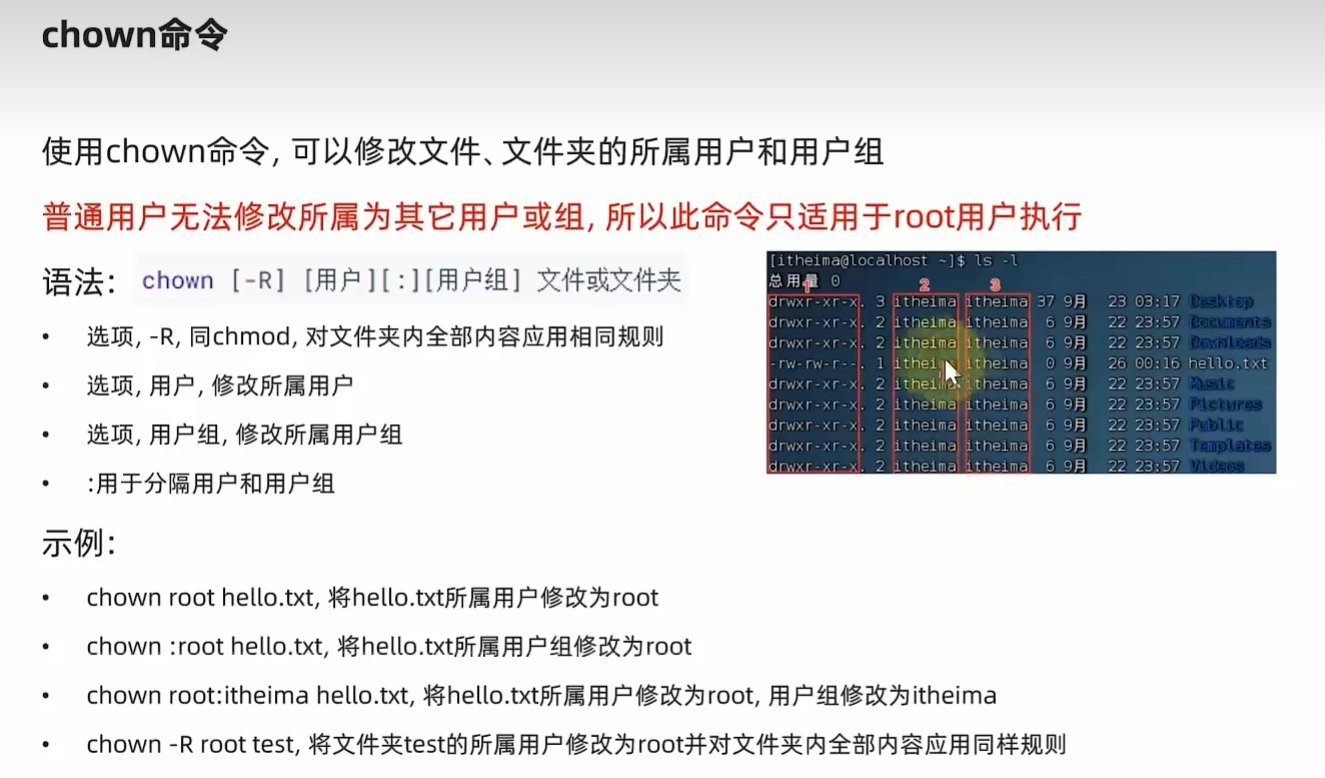 chown命令
使用chown命令, 可以修改文件、文件夹的所属用户和用户组
普通用户无法修改所属为其它用户或组, 所以此命令只适用于root用户执行
语法: chown [-R] [用户][:][用户组] 文件或文件夹
• 选项, -R, 同chmod, 对文件夹内全部内容应用相同规则
• 选项, 用户, 修改所属用户
• 选项, 用户组, 修改所属用户组
• :用于分隔用户和用户组
[itheima@localhost ~]$ ls -l
总用量 0
1 2 3
drwxr-xr-x. 3 itheima itheima 37 9月 23 03:17 Desktop
drwxr-xr-x. 2 itheima itheima 6 9月 22 23:57 Documents
drwxr-xr-x. 2 itheima itheima 6 9月 22 23:57 Downloads
-rw-rw-r--. 1 itheima itheima 0 9月 26 00:16 hello.txt
drwxr-xr-x. 2 itheima itheima 6 9月 22 23:57 Music
drwxr-xr-x. 2 itheima itheima 6 9月 22 23:57 Pictures
drwxr-xr-x. 2 itheima itheima 6 9月 22 23:57 Public
drwxr-xr-x. 2 itheima itheima 6 9月 22 23:57 Templates
drwxr-xr-x. 2 itheima itheima 6 9月 22 23:57 Videos
示例:
• chown root hello.txt, 将hello.txt所属用户修改为root
• chown :root hello.txt, 将hello.txt所属用户组修改为root
• chown root:itheima hello.txt, 将hello.txt所属用户修改为root, 用户组修改为itheima
• chown -R root test, 将文件夹test的所属用户修改为root并对文件夹内全部内容应用同样规则